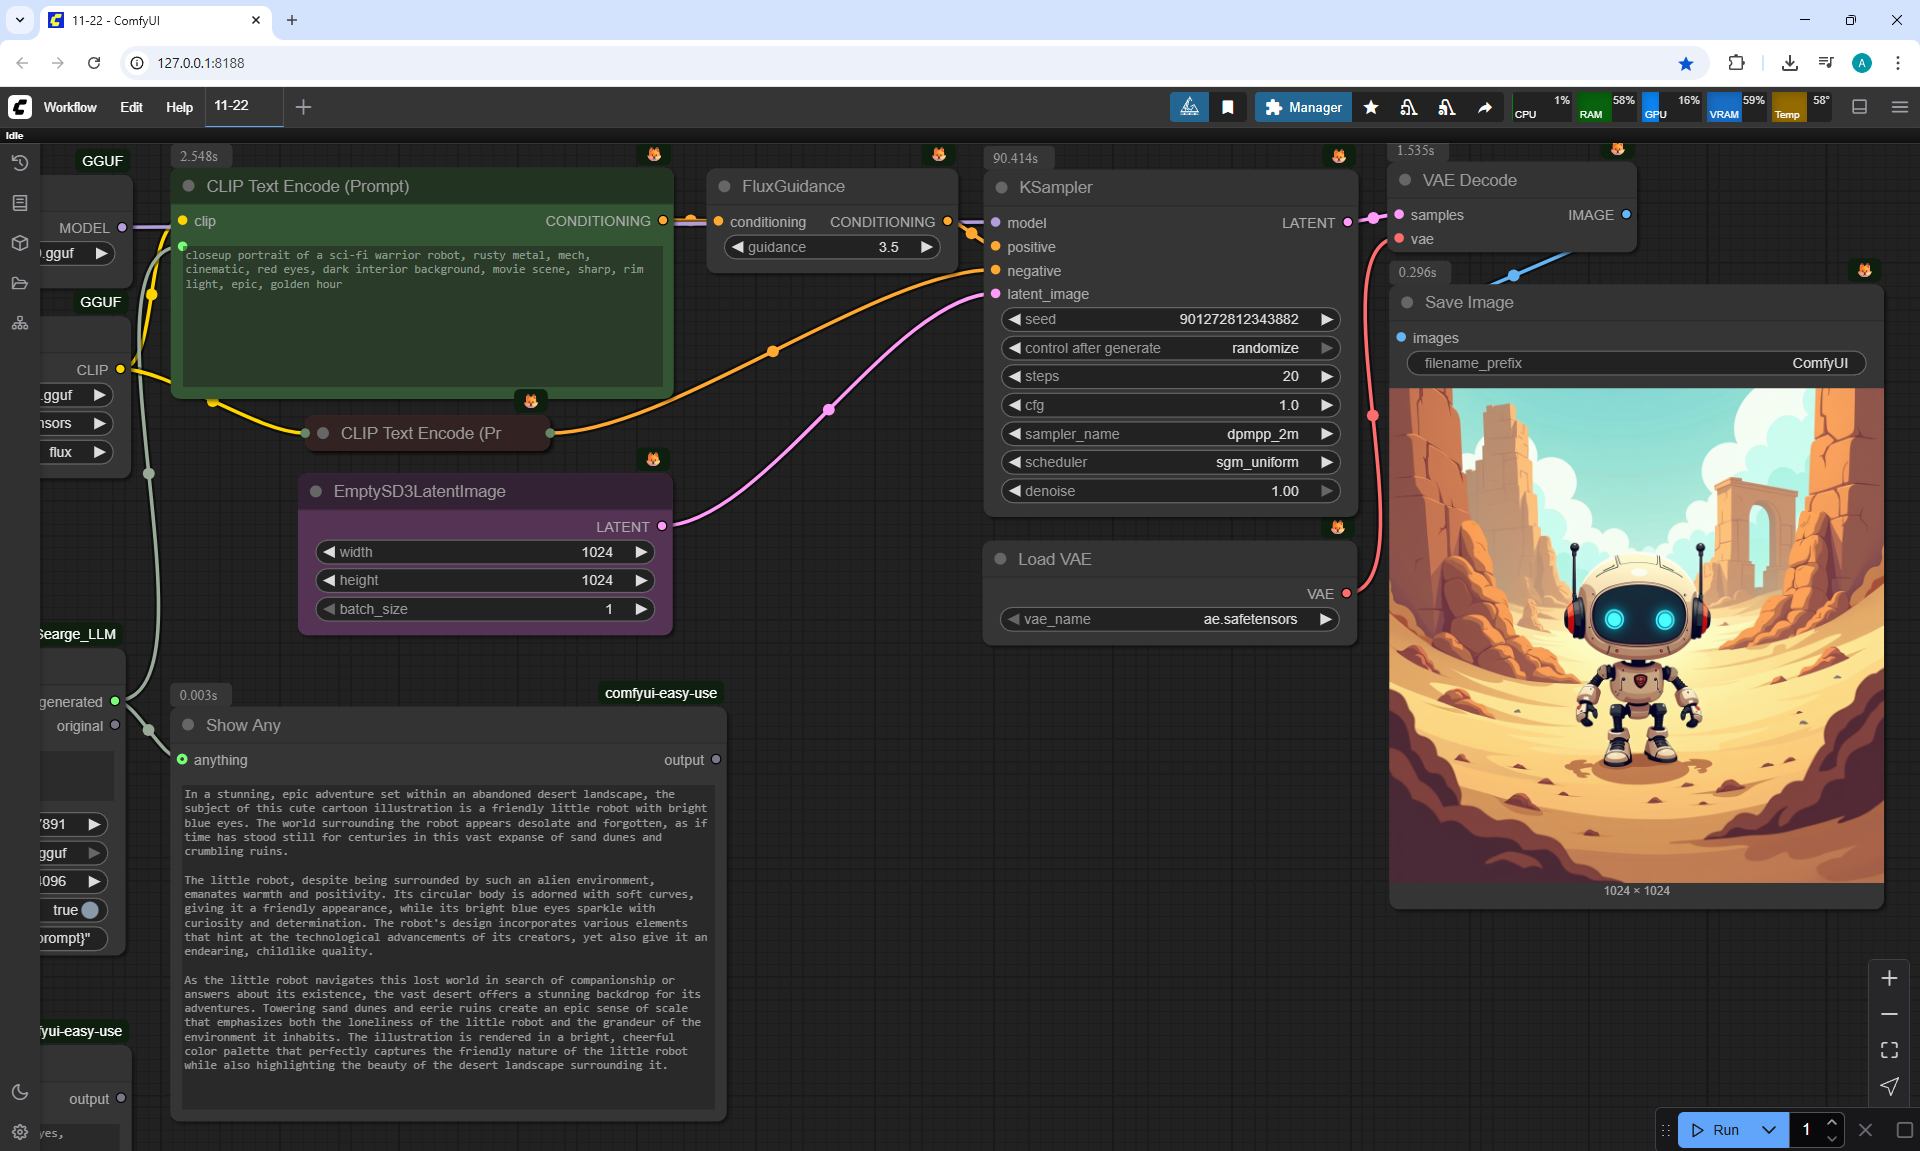 11-22 - ComfyUI
127.0.0.1:8188
A
Workflow
Edit
Help
11-22
Manager
CPU 1%
RAM 58%
GPU 16%
VRAM 59%
Temp 58°
Idle
GGUF
MODEL
.gguf
GGUF
CLIP
.gguf
flux
2.548s
CLIP Text Encode (Prompt)
clip
CONDITIONING
closeup portrait of a sci-fi warrior robot, rusty metal, mech,
cinematic, red eyes, dark interior background, movie scene, sharp, rim
light, epic, golden hour
FluxGuidance
conditioning
CONDITIONING
guidance 3.5
90.414s
KSampler
model
LATENT
positive
negative
latent_image
seed 901272812343882
control after generate randomize
steps 20
cfg 1.0
sampler_name dpmpp_2m
scheduler sgm_uniform
denoise 1.00
1.535s
VAE Decode
samples
IMAGE
vae
0.296s
Save Image
images
filename_prefix ComfyUI
1024 × 1024
CLIP Text Encode (Pr
EmptySD3LatentImage
LATENT
width 1024
height 1024
batch_size 1
Load VAE
VAE
vae_name ae.safetensors
Searge_LLM
generated
original
7891
gguf
4096
true
prompt}"
0.003s
comfyui-easy-use
Show Any
anything
output
In a stunning, epic adventure set within an abandoned desert landscape, the
subject of this cute cartoon illustration is a friendly little robot with bright
blue eyes. The world surrounding the robot appears desolate and forgotten, as if
time has stood still for centuries in this vast expanse of sand dunes and
crumbling ruins.
The little robot, despite being surrounded by such an alien environment,
emanates warmth and positivity. Its circular body is adorned with soft curves,
giving it a friendly appearance, while its bright blue eyes sparkle with
curiosity and determination. The robot's design incorporates various elements
that hint at the technological advancements of its creators, yet also give it an
endearing, childlike quality.
As the little robot navigates this lost world in search of companionship or
answers about its existence, the vast desert offers a stunning backdrop for its
adventures. Towering sand dunes and eerie ruins create an epic sense of scale
that emphasizes both the loneliness of the little robot and the grandeur of the
environment it inhabits. The illustration is rendered in a bright, cheerful
color palette that perfectly captures the friendly nature of the little robot
while also highlighting the beauty of the desert landscape surrounding it.
fyui-easy-use
output
yes,
Run
1